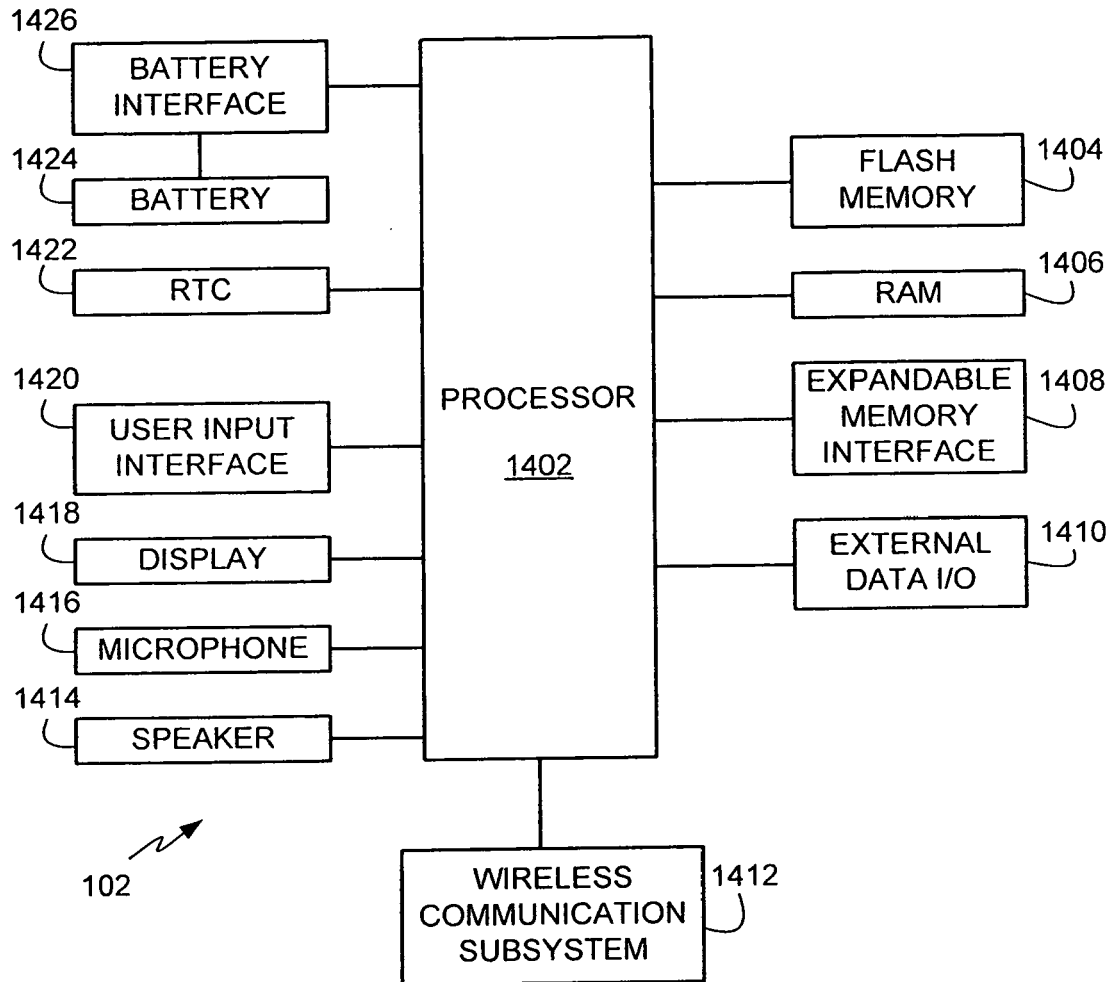 1426
BATTERY
INTERFACE
1424
BATTERY
1422
RTC
1420
USER INPUT
INTERFACE
1418
DISPLAY
1416
MICROPHONE
1414
SPEAKER
102
PROCESSOR
1402
FLASH
MEMORY
1404
RAM
1406
EXPANDABLE
MEMORY
INTERFACE
1408
EXTERNAL
DATA I/O
1410
WIRELESS
COMMUNICATION
SUBSYSTEM
1412